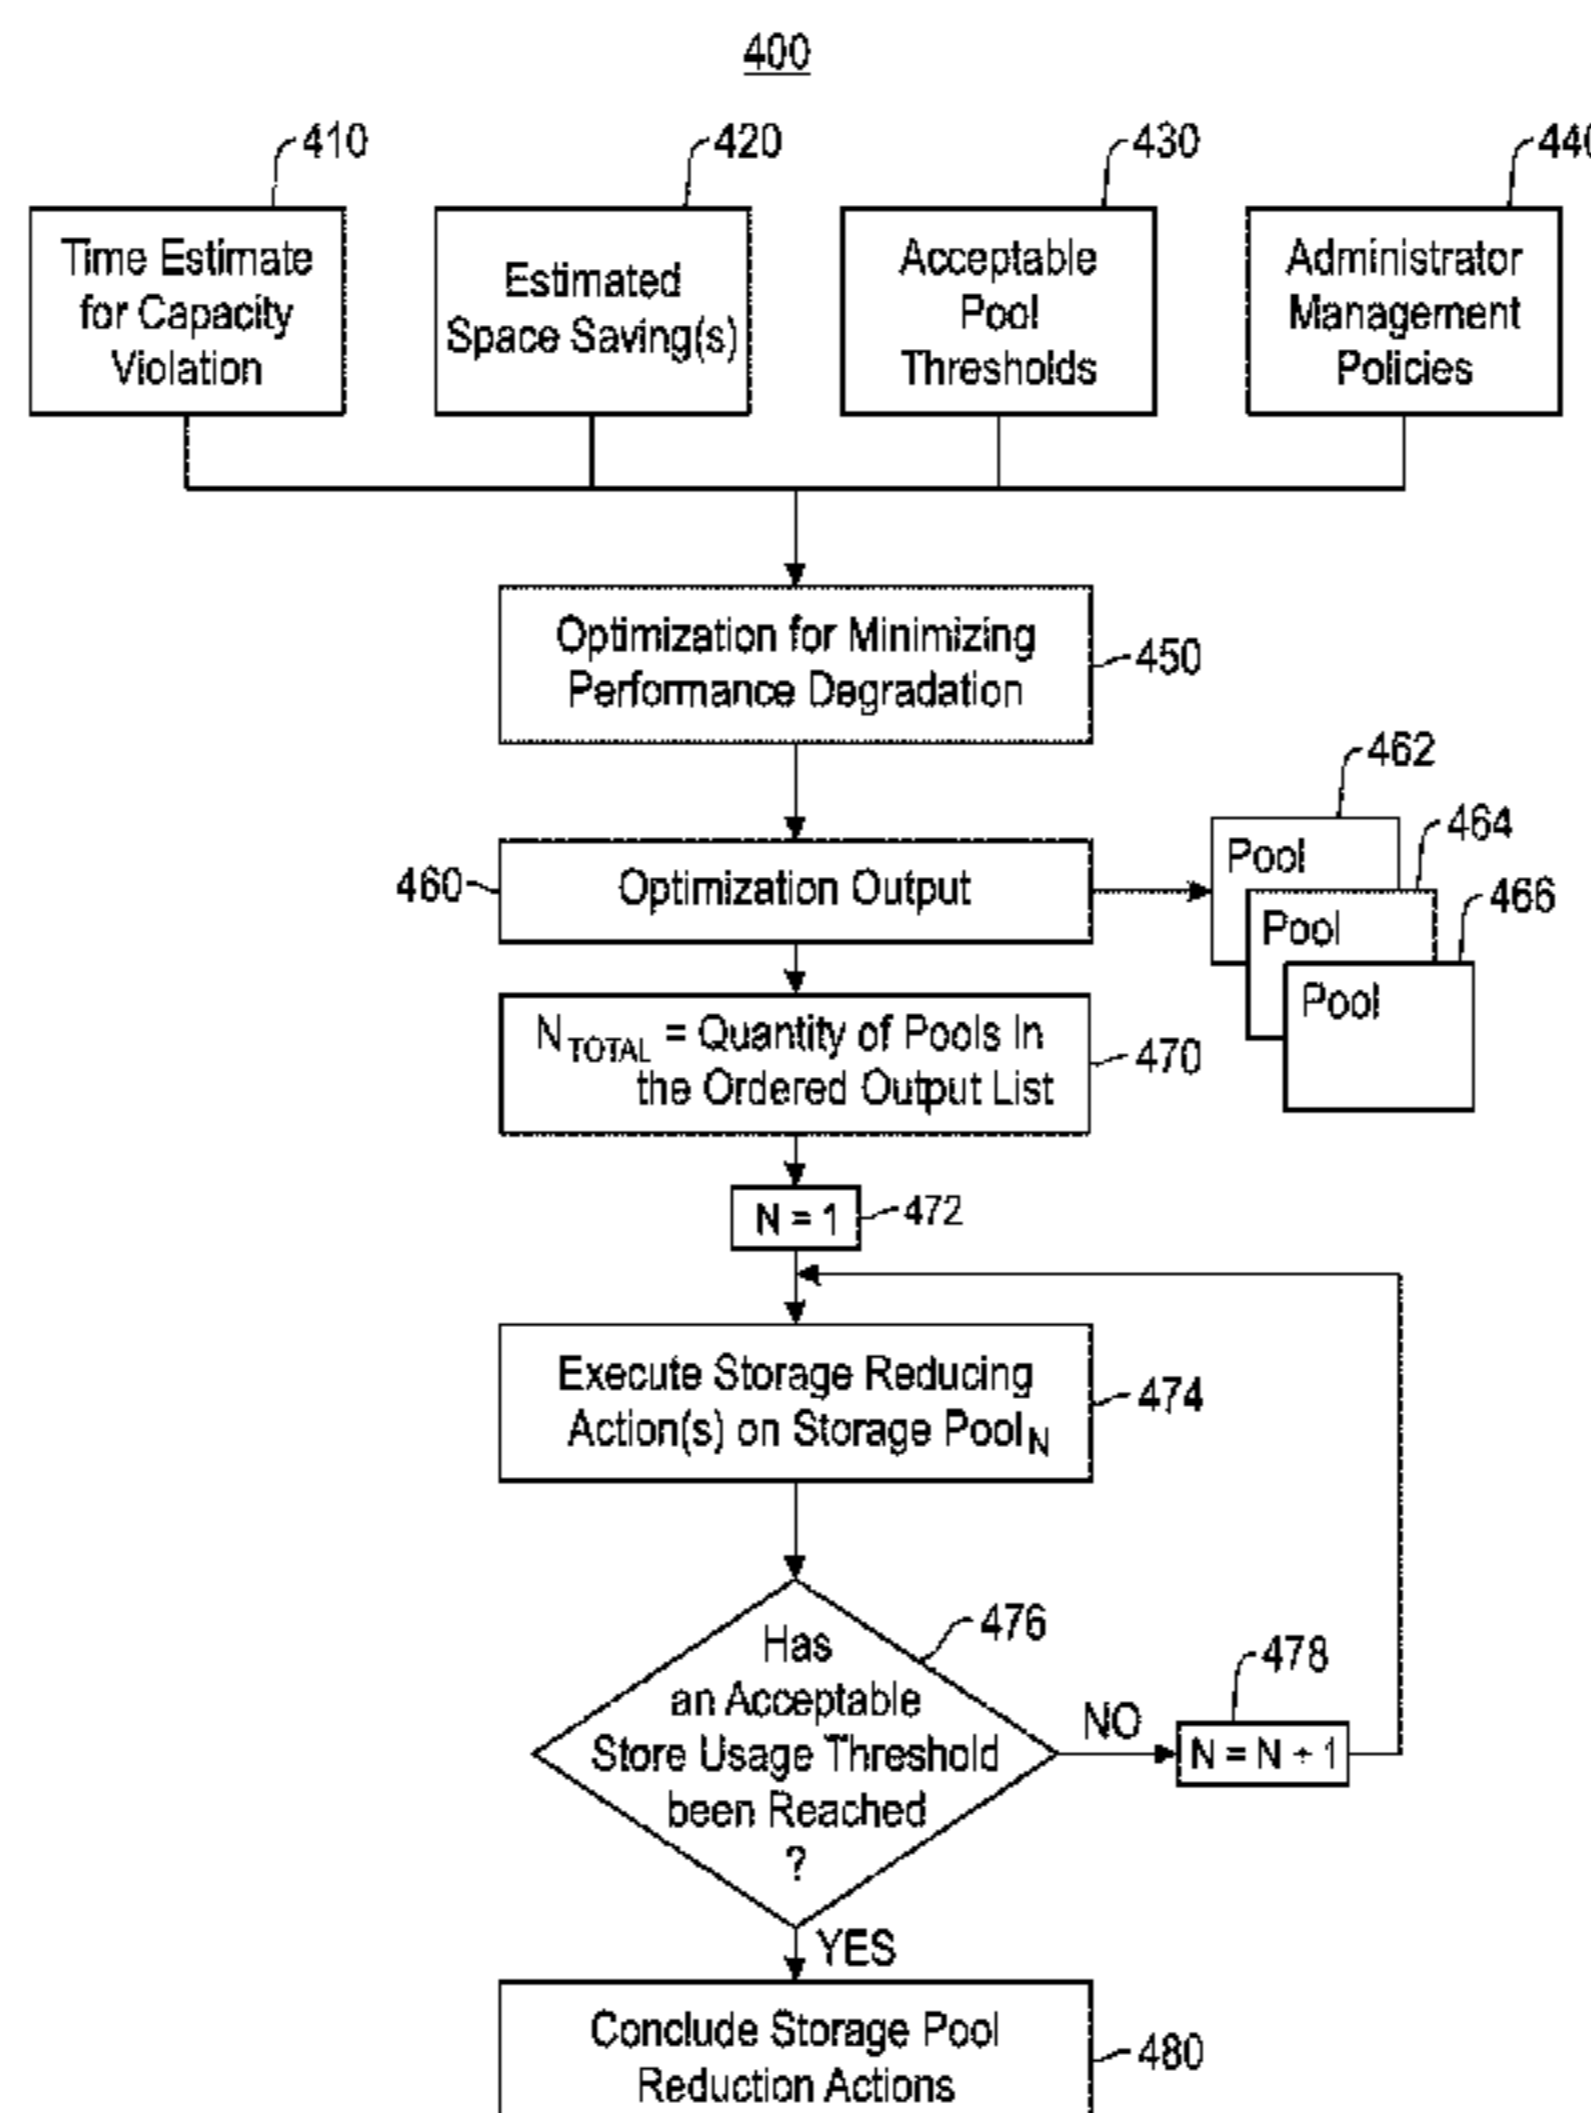 400
410
420
430
440
Time Estimate
for Capacity
Violation
Estimated
Space Saving(s)
Acceptable
Pool
Thresholds
Administrator
Management
Policies
Optimization for Minimizing
Performance Degradation
450
462
464
466
460
Optimization Output
Pool
Pool
Pool
N TOTAL = Quantity of Pools In
the Ordered Output List
470
N = 1
472
Execute Storage Reducing
Action(s) on Storage Pool N
474
Has
an Acceptable
Store Usage Threshold
been Reached
?
476
NO
478
N = N + 1
YES
Conclude Storage Pool
Reduction Actions
480